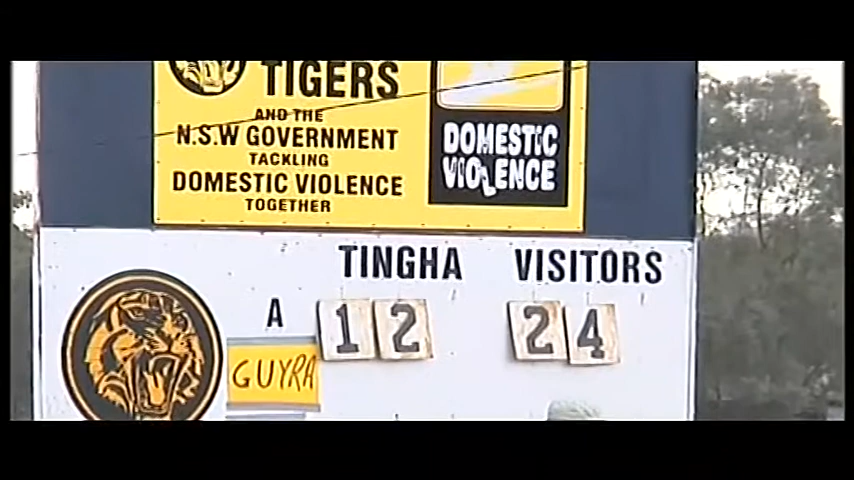 TIGERS
AND THE
N.S.W GOVERNMENT
TACKLING
DOMESTIC VIOLENCE
TOGETHER
DOMESTIC
VIOLENCE
TINGHA VISITORS
A 12 24
GUYRA